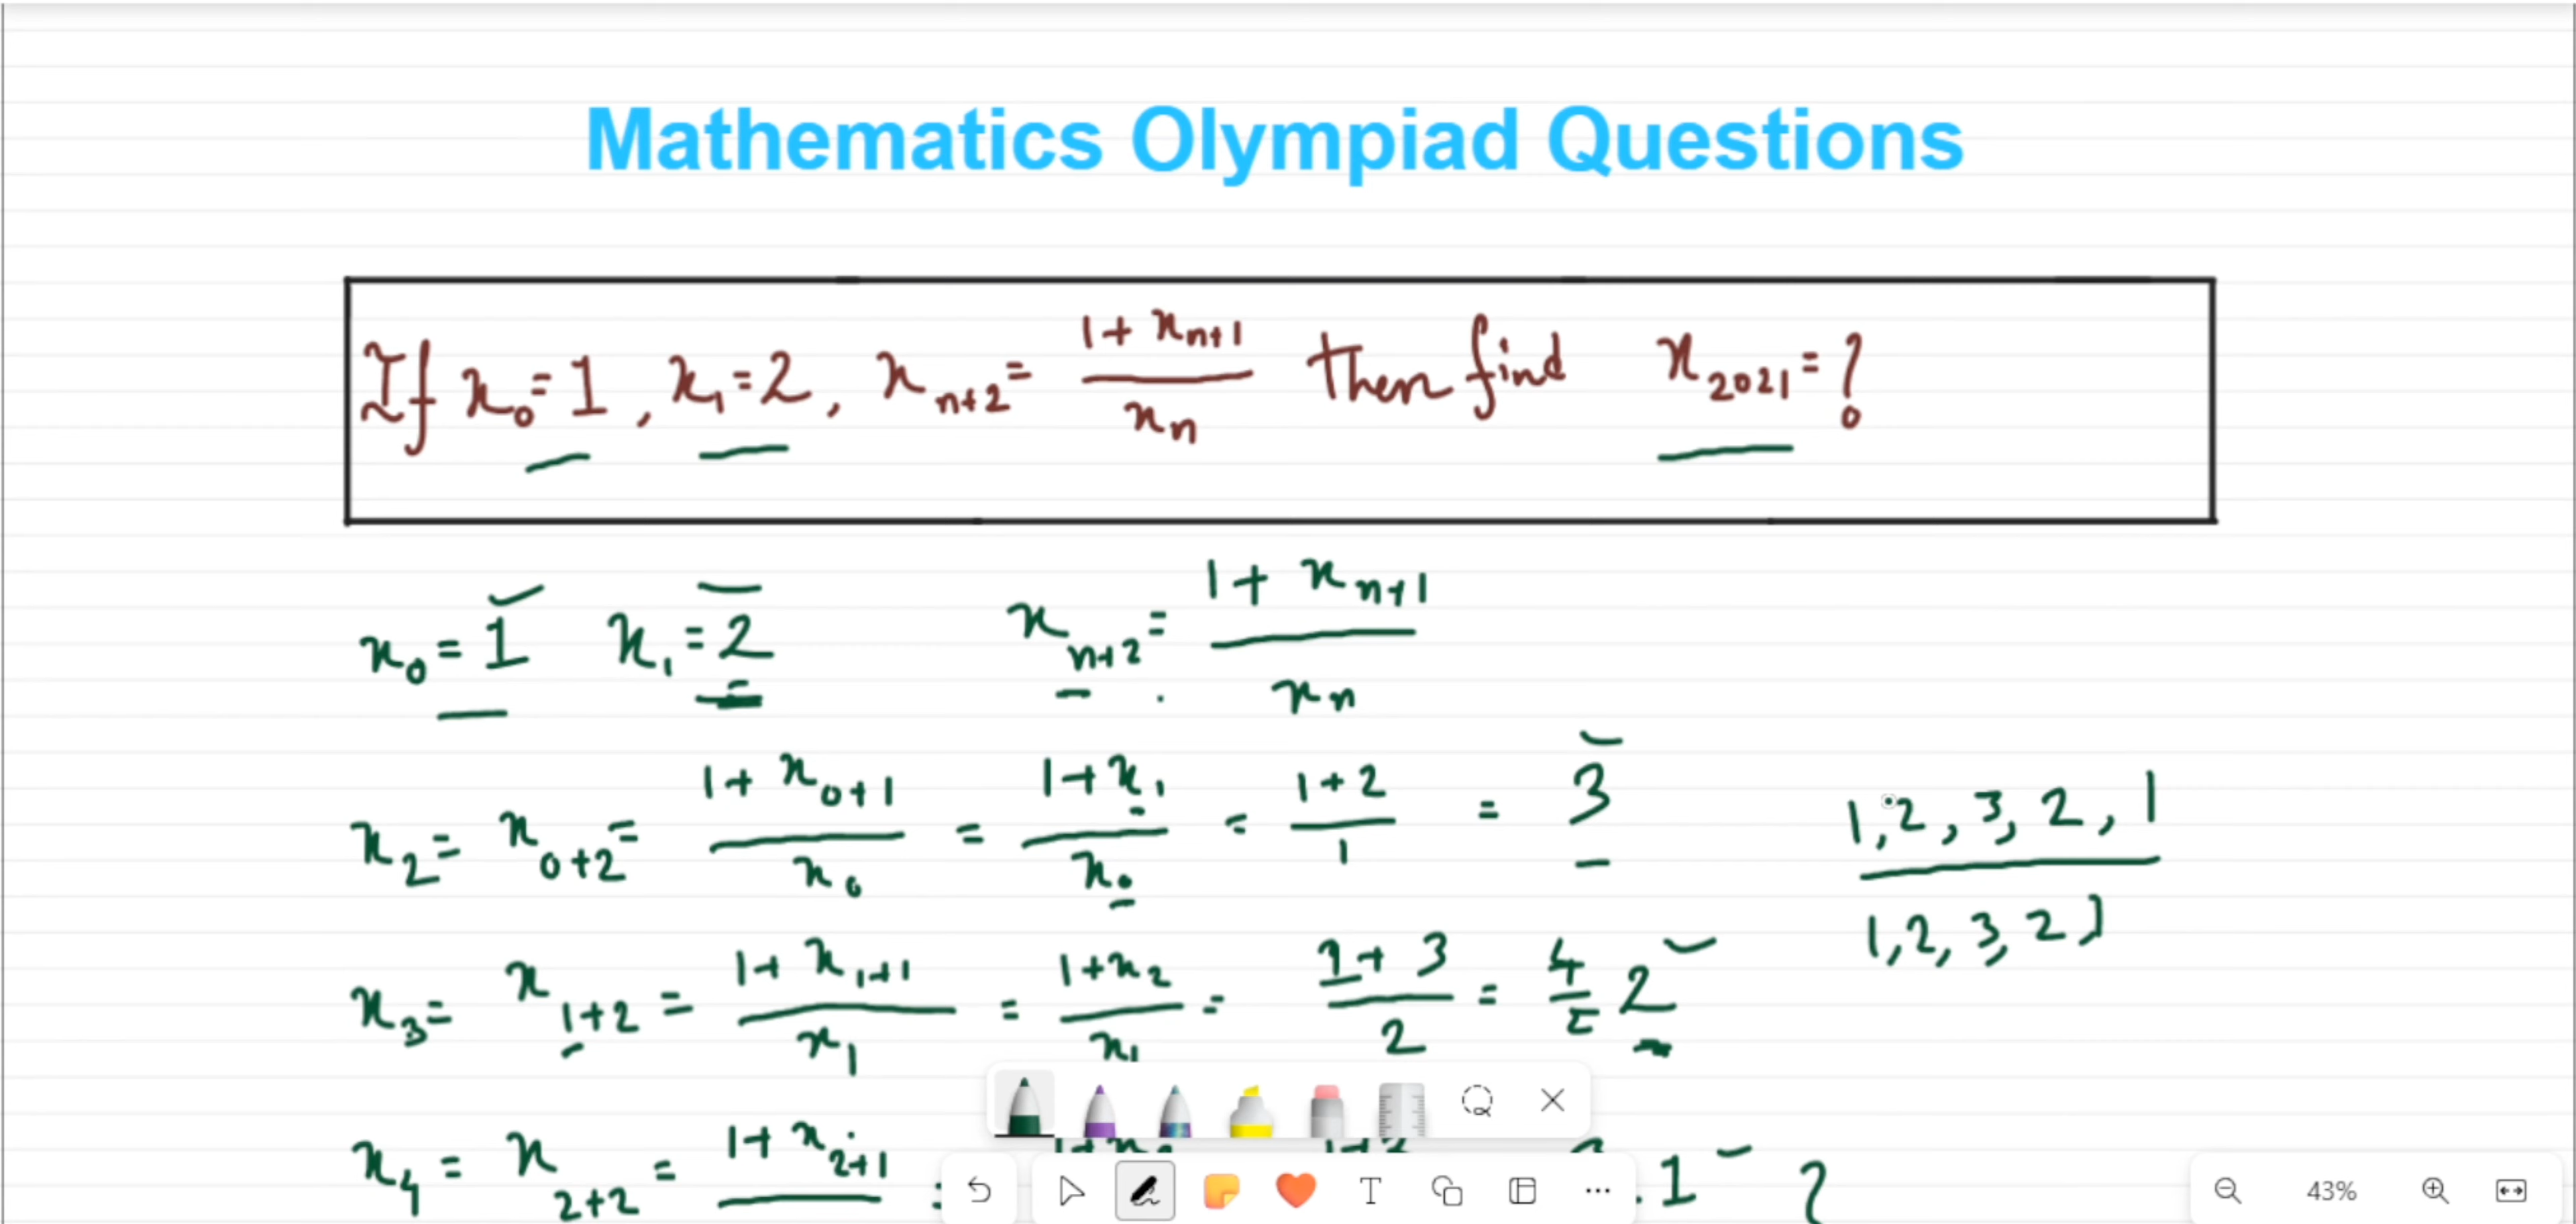 Mathematics Olympiad Questions
If x₀=1, x₁=2, xₙ₊₂= (1+xₙ₊₁)/xₙ then find x₂₀₂₁=?
x₀=1 x₁=2 xₙ₊₂= (1+xₙ₊₁)/xₙ
x₂= x₀₊₂= (1+x₀₊₁)/x₀ = (1+x₁)/x₀ = (1+2)/1 = 3
1,2,3,2,1
1,2,3,2,1
x₃= x₁₊₂= (1+x₁₊₁)/x₁ = (1+x₂)/x₁ = (1+3)/2 = 4/2 2
x₄= x₂₊₂= 1+x₂₊₁ 1
T
43%